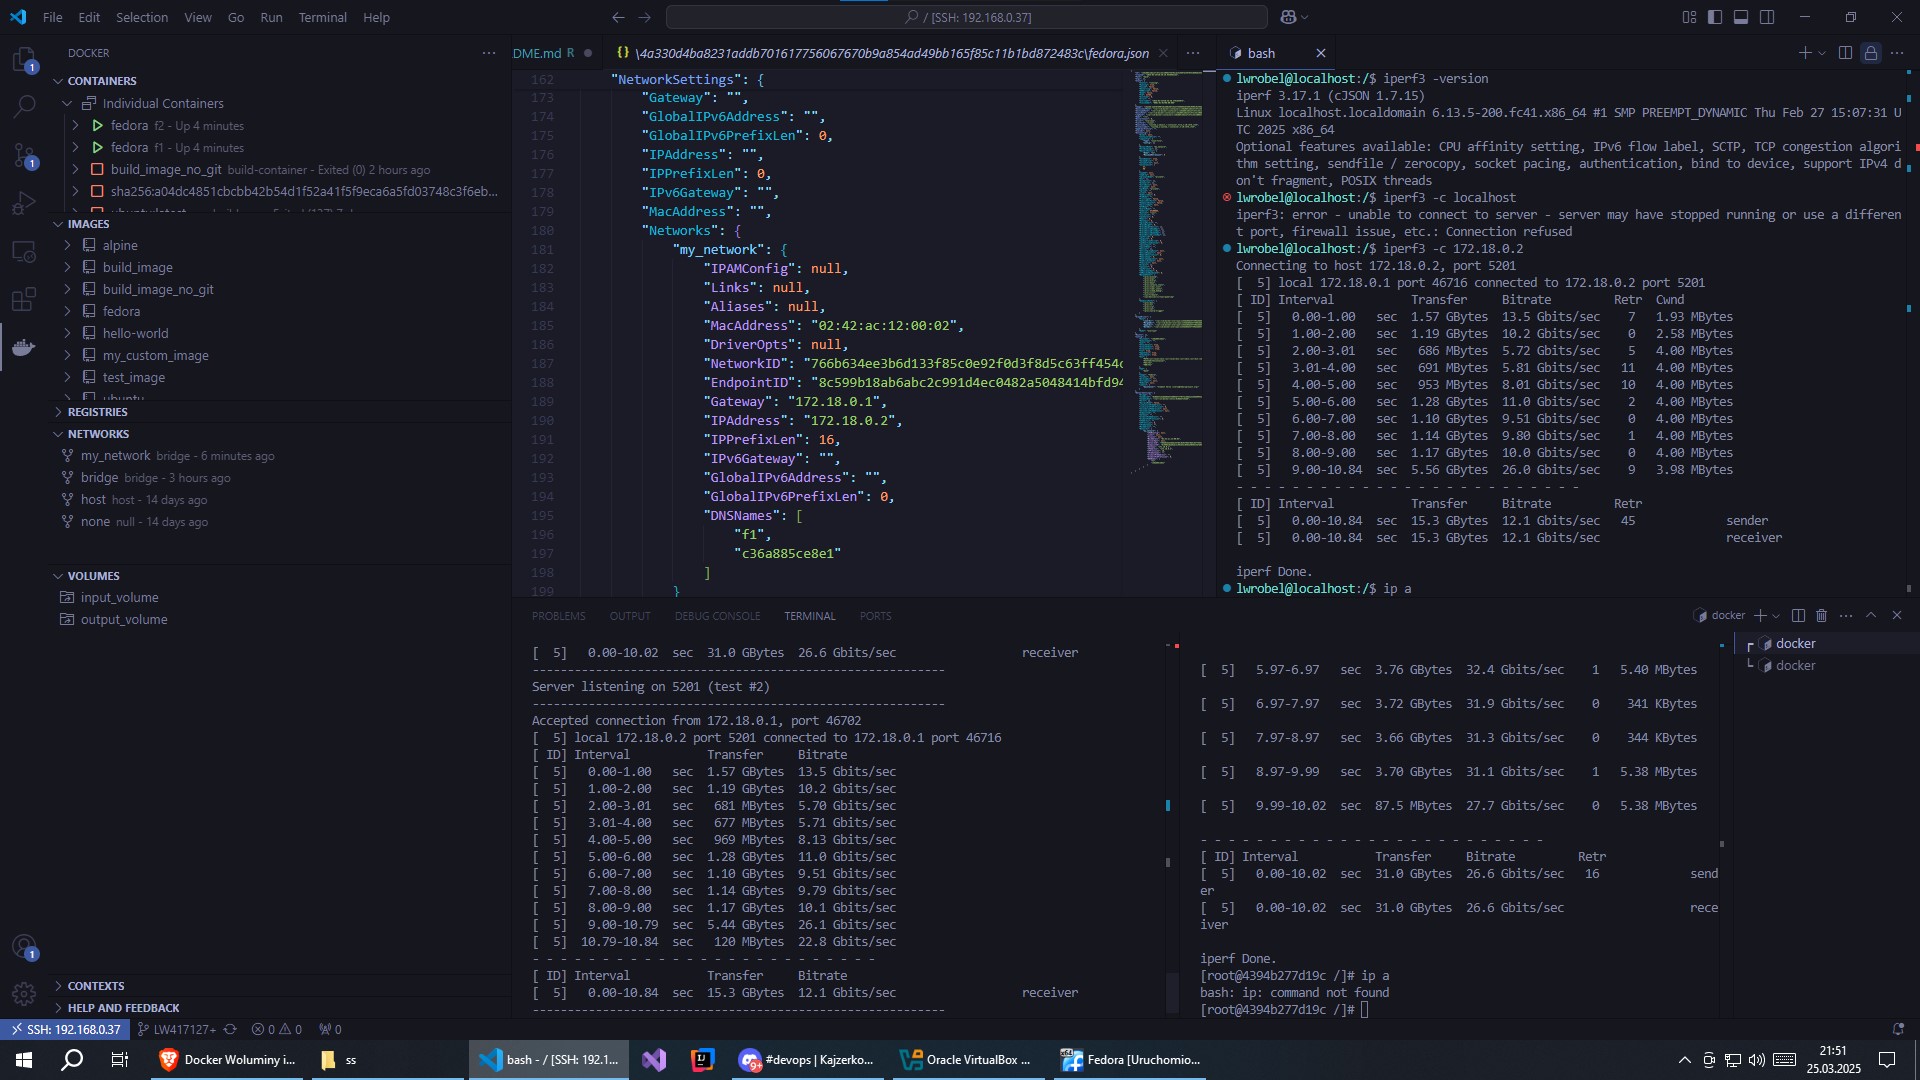 File Edit Selection View Go Run Terminal Help
/ [SSH: 192.168.0.37]
DOCKER
CONTAINERS
Individual Containers
fedora f2 - Up 4 minutes
fedora f1 - Up 4 minutes
build_image_no_git build-container - Exited (0) 2 hours ago
sha256:a04dc4851cbcbb42b54d1f52a41f5f9eca6a5fd03748c3f6eb...
IMAGES
alpine
build_image
build_image_no_git
fedora
hello-world
my_custom_image
test_image
ubuntu
REGISTRIES
NETWORKS
my_network bridge - 6 minutes ago
bridge bridge - 3 hours ago
host host - 14 days ago
none null - 14 days ago
VOLUMES
input_volume
output_volume
CONTEXTS
HELP AND FEEDBACK
DME.md R
{} \4a330d4ba8231addb701617756067670b9a854ad49bb165f85c11b1bd872483c\fedora.json
162 "NetworkSettings": {
173 "Gateway": "",
174 "GlobalIPv6Address": "",
175 "GlobalIPv6PrefixLen": 0,
176 "IPAddress": "",
177 "IPPrefixLen": 0,
178 "IPv6Gateway": "",
179 "MacAddress": "",
180 "Networks": {
181 "my_network": {
182 "IPAMConfig": null,
183 "Links": null,
184 "Aliases": null,
185 "MacAddress": "02:42:ac:12:00:02",
186 "DriverOpts": null,
187 "NetworkID": "766b634ee3b6d133f85c0e92f0d3f8d5c63ff454c
188 "EndpointID": "8c599b18ab6abc2c991d4ec0482a5048414bfd94
189 "Gateway": "172.18.0.1",
190 "IPAddress": "172.18.0.2",
191 "IPPrefixLen": 16,
192 "IPv6Gateway": "",
193 "GlobalIPv6Address": "",
194 "GlobalIPv6PrefixLen": 0,
195 "DNSNames": [
196 "f1",
197 "c36a885ce8e1"
198 ]
199 }
bash
lwrobel@localhost:/$ iperf3 -version
iperf 3.17.1 (cJSON 1.7.15)
Linux localhost.localdomain 6.13.5-200.fc41.x86_64 #1 SMP PREEMPT_DYNAMIC Thu Feb 27 15:07:31 U
TC 2025 x86_64
Optional features available: CPU affinity setting, IPv6 flow label, SCTP, TCP congestion algori
thm setting, sendfile / zerocopy, socket pacing, authentication, bind to device, support IPv4 d
on't fragment, POSIX threads
lwrobel@localhost:/$ iperf3 -c localhost
iperf3: error - unable to connect to server - server may have stopped running or use a differen
t port, firewall issue, etc.: Connection refused
lwrobel@localhost:/$ iperf3 -c 172.18.0.2
Connecting to host 172.18.0.2, port 5201
[ 5] local 172.18.0.1 port 46716 connected to 172.18.0.2 port 5201
[ ID] Interval Transfer Bitrate Retr Cwnd
[ 5] 0.00-1.00 sec 1.57 GBytes 13.5 Gbits/sec 7 1.93 MBytes
[ 5] 1.00-2.00 sec 1.19 GBytes 10.2 Gbits/sec 0 2.58 MBytes
[ 5] 2.00-3.01 sec 686 MBytes 5.72 Gbits/sec 5 4.00 MBytes
[ 5] 3.01-4.00 sec 691 MBytes 5.81 Gbits/sec 11 4.00 MBytes
[ 5] 4.00-5.00 sec 953 MBytes 8.01 Gbits/sec 10 4.00 MBytes
[ 5] 5.00-6.00 sec 1.28 GBytes 11.0 Gbits/sec 2 4.00 MBytes
[ 5] 6.00-7.00 sec 1.10 GBytes 9.51 Gbits/sec 0 4.00 MBytes
[ 5] 7.00-8.00 sec 1.14 GBytes 9.80 Gbits/sec 1 4.00 MBytes
[ 5] 8.00-9.00 sec 1.17 GBytes 10.0 Gbits/sec 0 4.00 MBytes
[ 5] 9.00-10.84 sec 5.56 GBytes 26.0 Gbits/sec 9 3.98 MBytes
- - - - - - - - - - - - - - - - - - - - - - - - -
[ ID] Interval Transfer Bitrate Retr
[ 5] 0.00-10.84 sec 15.3 GBytes 12.1 Gbits/sec 45 sender
[ 5] 0.00-10.84 sec 15.3 GBytes 12.1 Gbits/sec receiver
iperf Done.
lwrobel@localhost:/$ ip a
PROBLEMS OUTPUT DEBUG CONSOLE TERMINAL PORTS
docker
[ 5] 0.00-10.02 sec 31.0 GBytes 26.6 Gbits/sec receiver
-----------------------------------------------------------
Server listening on 5201 (test #2)
-----------------------------------------------------------
Accepted connection from 172.18.0.1, port 46702
[ 5] local 172.18.0.2 port 5201 connected to 172.18.0.1 port 46716
[ ID] Interval Transfer Bitrate
[ 5] 0.00-1.00 sec 1.57 GBytes 13.5 Gbits/sec
[ 5] 1.00-2.00 sec 1.19 GBytes 10.2 Gbits/sec
[ 5] 2.00-3.01 sec 681 MBytes 5.70 Gbits/sec
[ 5] 3.01-4.00 sec 677 MBytes 5.71 Gbits/sec
[ 5] 4.00-5.00 sec 969 MBytes 8.13 Gbits/sec
[ 5] 5.00-6.00 sec 1.28 GBytes 11.0 Gbits/sec
[ 5] 6.00-7.00 sec 1.10 GBytes 9.51 Gbits/sec
[ 5] 7.00-8.00 sec 1.14 GBytes 9.79 Gbits/sec
[ 5] 8.00-9.00 sec 1.17 GBytes 10.1 Gbits/sec
[ 5] 9.00-10.79 sec 5.44 GBytes 26.1 Gbits/sec
[ 5] 10.79-10.84 sec 120 MBytes 22.8 Gbits/sec
- - - - - - - - - - - - - - - - - - - - - - - - -
[ ID] Interval Transfer Bitrate
[ 5] 0.00-10.84 sec 15.3 GBytes 12.1 Gbits/sec receiver
-----------------------------------------------------------
[ 5] 5.97-6.97 sec 3.76 GBytes 32.4 Gbits/sec 1 5.40 MBytes
[ 5] 6.97-7.97 sec 3.72 GBytes 31.9 Gbits/sec 0 341 KBytes
[ 5] 7.97-8.97 sec 3.66 GBytes 31.3 Gbits/sec 0 344 KBytes
[ 5] 8.97-9.99 sec 3.70 GBytes 31.1 Gbits/sec 1 5.38 MBytes
[ 5] 9.99-10.02 sec 87.5 MBytes 27.7 Gbits/sec 0 5.38 MBytes
- - - - - - - - - - - - - - - - - - - - - - - - -
[ ID] Interval Transfer Bitrate Retr
[ 5] 0.00-10.02 sec 31.0 GBytes 26.6 Gbits/sec 16 send
er
[ 5] 0.00-10.02 sec 31.0 GBytes 26.6 Gbits/sec rece
iver
iperf Done.
[root@4394b277d19c /]# ip a
bash: ip: command not found
[root@4394b277d19c /]#
docker
docker
SSH: 192.168.0.37 LW417127+ 0 0 0
Docker Woluminy i...
ss
bash - / [SSH: 192.1...
#devops | Kajzerko...
Oracle VirtualBox ...
Fedora [Uruchomio...
21:51
25.03.2025